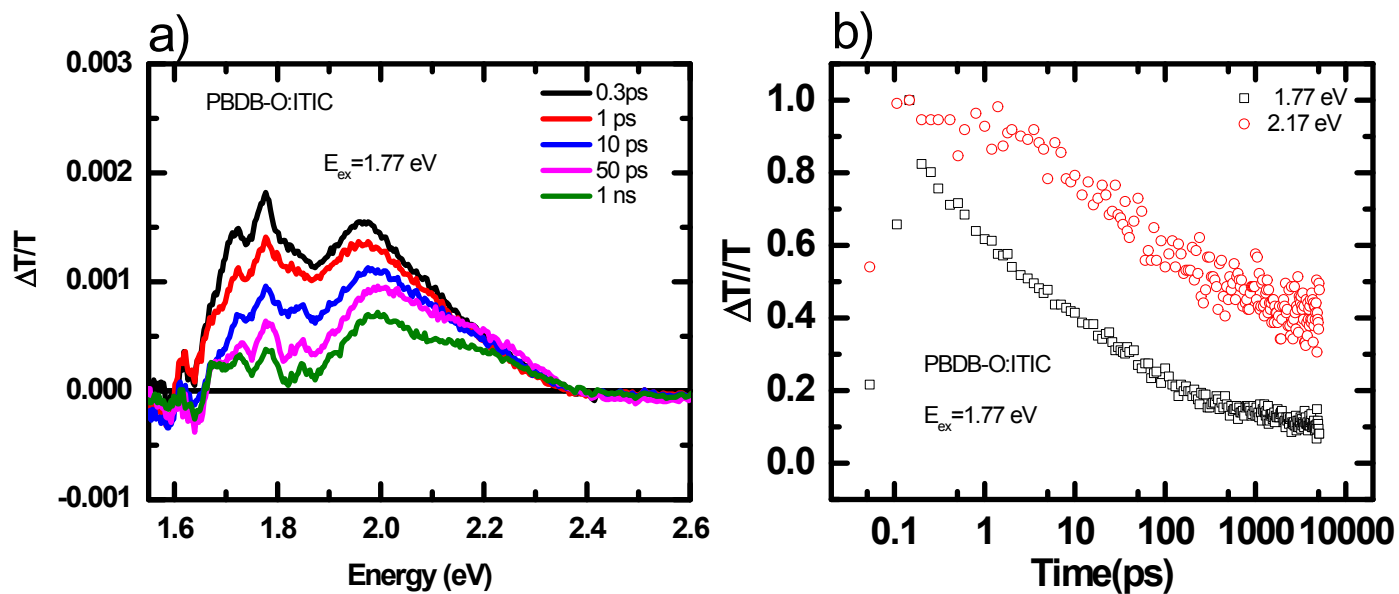 a)
0.003
0.002
0.001
0.000
-0.001
ΔT/T
PBDB-O:ITIC
E_ex=1.77 eV
0.3ps
1 ps
10 ps
50 ps
1 ns
1.6 1.8 2.0 2.2 2.4 2.6
Energy (eV)
b)
1.0
0.8
0.6
0.4
0.2
0.0
ΔT//T
1.77 eV
2.17 eV
PBDB-O:ITIC
E_ex=1.77 eV
0.1 1 10 100 1000 10000
Time(ps)